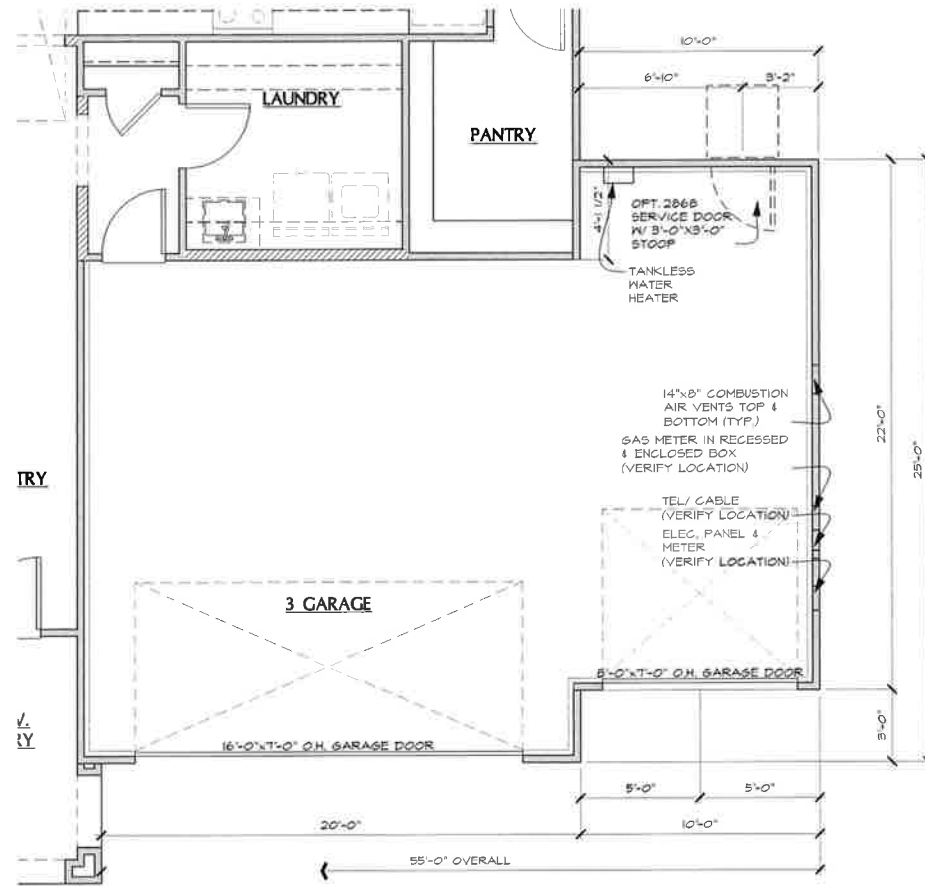 10'-0"
6'-10"
3'-2"
LAUNDRY
PANTRY
4'-1 1/2"
OPT. 2868
SERVICE DOOR
W/ 3'-0"X3'-0"
STOOP
TANKLESS
WATER
HEATER
14"x8" COMBUSTION
AIR VENTS TOP &
BOTTOM (TYP.)
GAS METER IN RECESSED
& ENCLOSED BOX
(VERIFY LOCATION)
22'-0"
25'-0"
TRY
TEL/ CABLE
(VERIFY LOCATION)
ELEC. PANEL &
METER
(VERIFY LOCATION)
3 GARAGE
8'-0"x7'-0" O.H. GARAGE DOOR
V.
RY
16'-0"x7'-0" O.H. GARAGE DOOR
3'-0"
5'-0"
5'-0"
20'-0"
10'-0"
55'-0" OVERALL